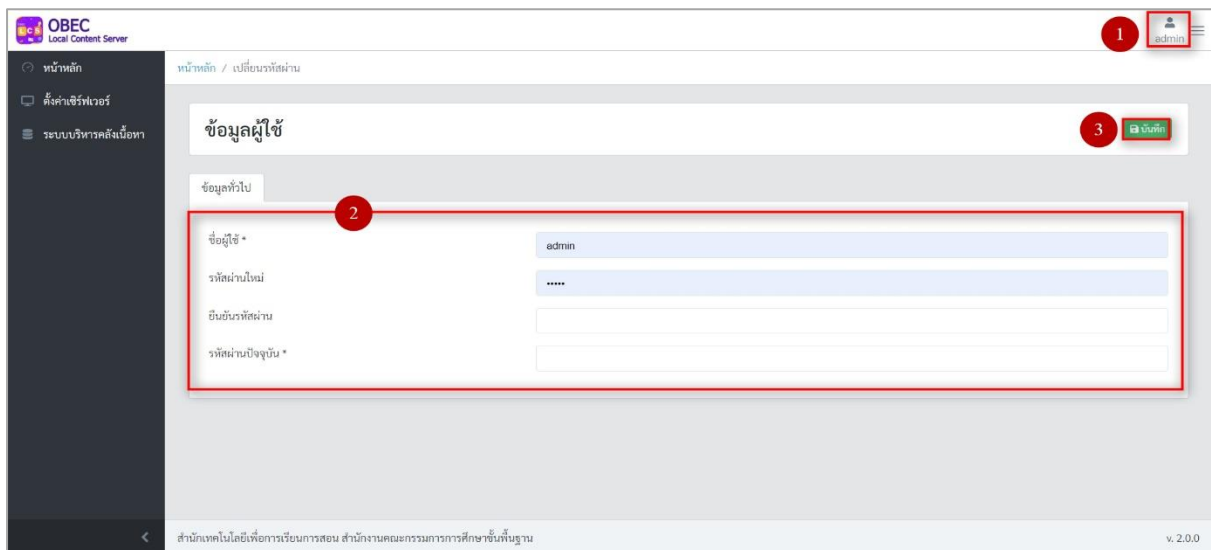 OBEC
Local Content Server
1
admin
หน้าหลัก
หน้าหลัก / เปลี่ยนรหัสผ่าน
ตั้งค่าเซิร์ฟเวอร์
ระบบบริหารคลังเนื้อหา
ข้อมูลผู้ใช้
3
บันทึก
ข้อมูลทั่วไป
2
ชื่อผู้ใช้ *
admin
รหัสผ่านใหม่
•••••
ยืนยันรหัสผ่าน
รหัสผ่านปัจจุบัน *
สำนักเทคโนโลยีเพื่อการเรียนการสอน สำนักงานคณะกรรมการการศึกษาขั้นพื้นฐาน
v. 2.0.0